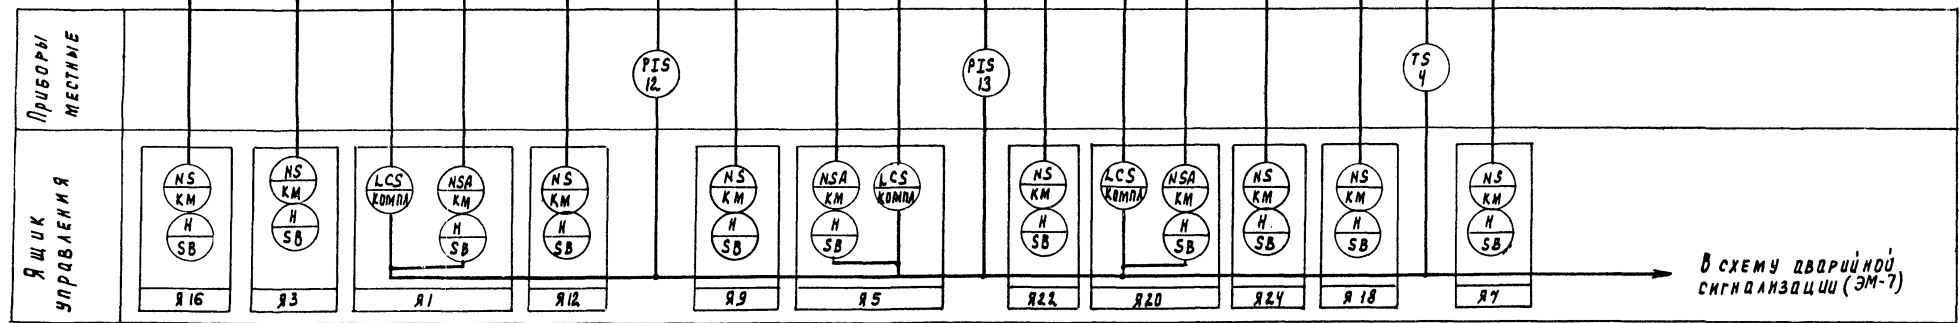 Приборы
местные
PIS
12
PIS
13
TS
4
Ящик
управления
NS
KM
H
SB
Я16
NS
KM
H
SB
Я3
LCS
КОМПЛ
NSA
KM
H
SB
Я1
NS
KM
H
SB
Я12
NS
KM
H
SB
Я9
NSA
KM
H
SB
LCS
КОМПЛ
Я5
NS
KM
H
SB
Я22
LCS
КОМПЛ
NSA
KM
H
SB
Я20
NS
KM
H
SB
Я24
NS
KM
H
SB
Я18
NS
KM
H
SB
Я7
В схему аварийной
сигнализации (ЭМ-7)